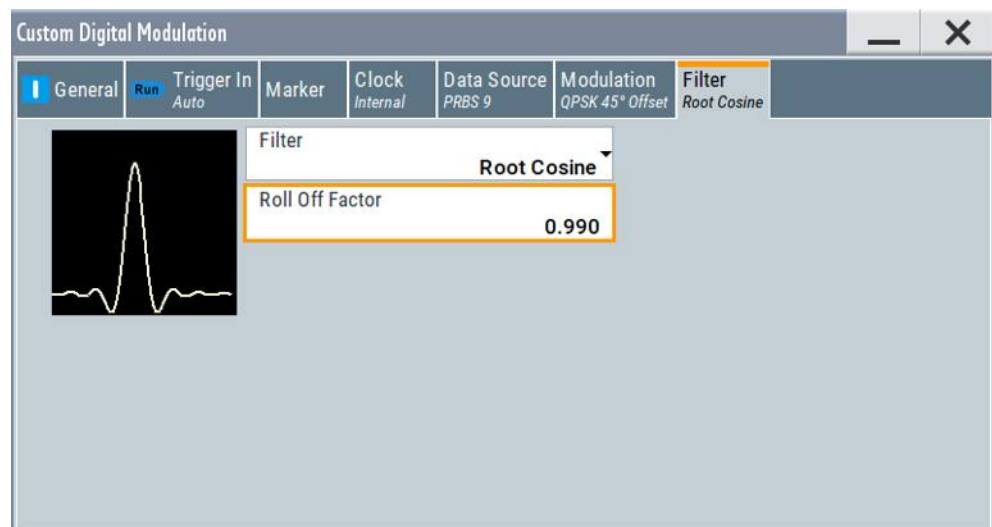 Custom Digital Modulation
General
Run
Trigger In
Auto
Marker
Clock
Internal
Data Source
PRBS 9
Modulation
QPSK 45° Offset
Filter
Root Cosine
Filter
Root Cosine
Roll Off Factor
0.990